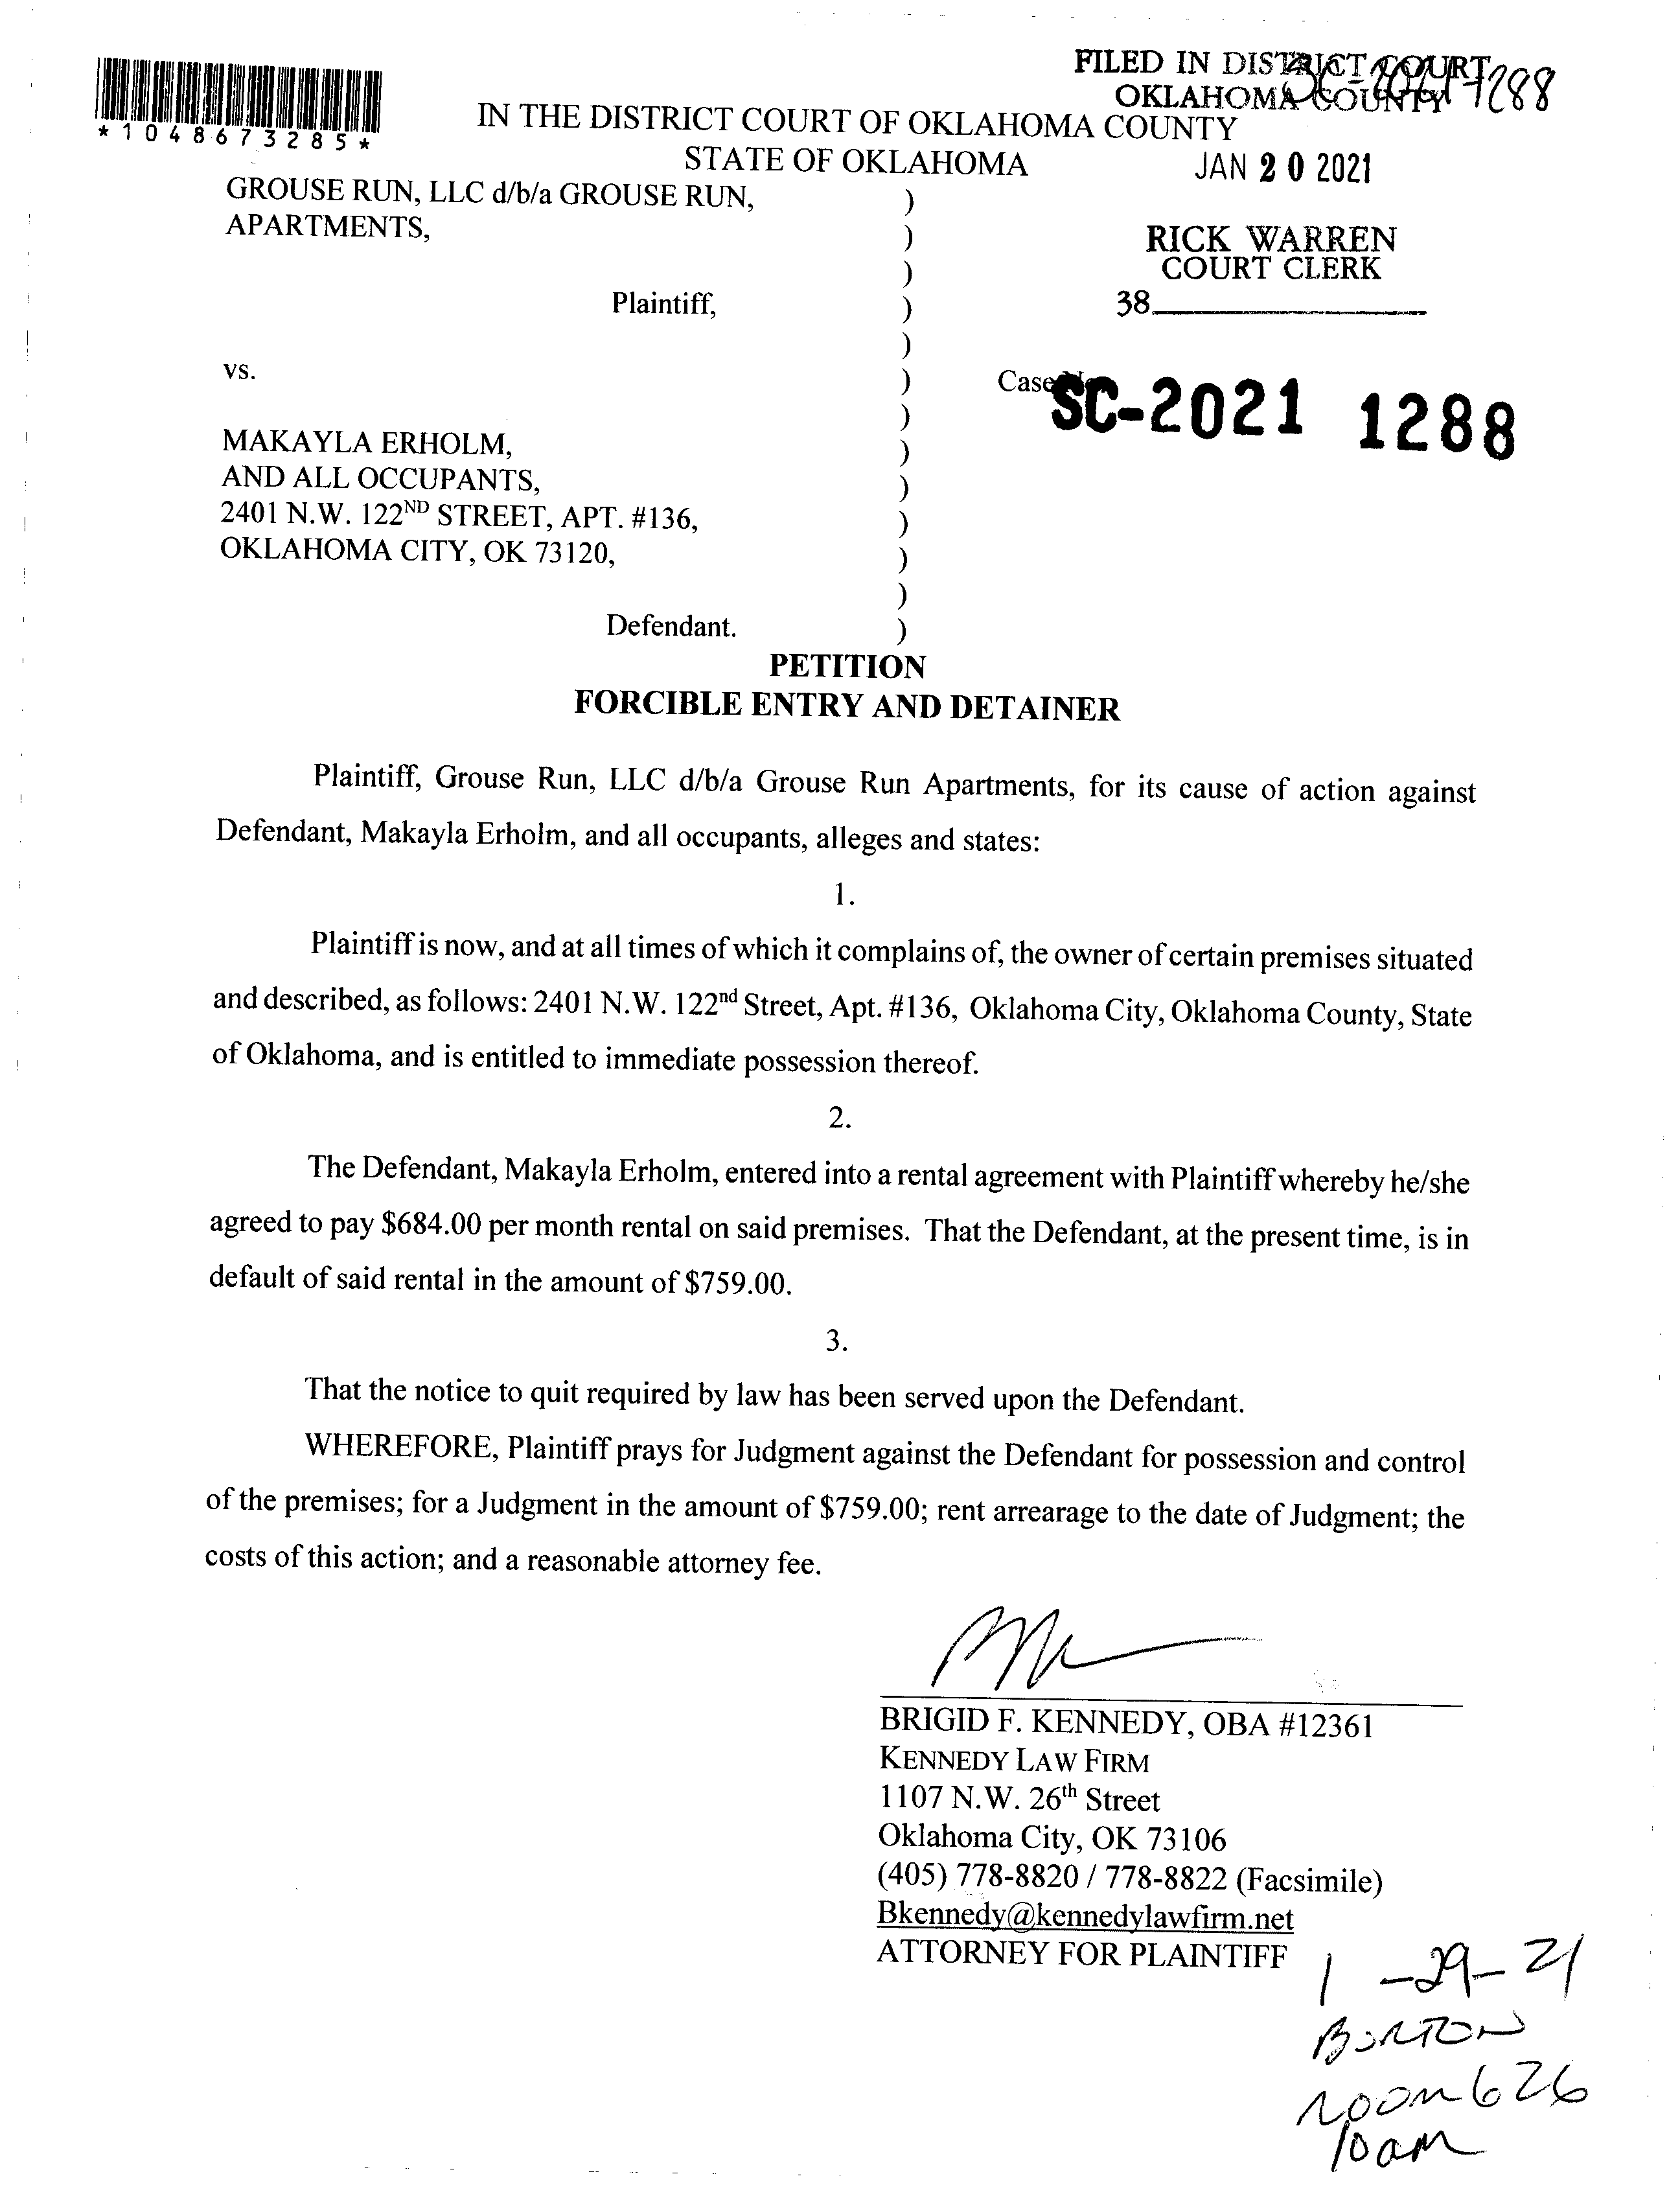 *1048673285*
FILED IN DISTRICT COURT
OKLAHOMA COUNTY
IN THE DISTRICT COURT OF OKLAHOMA COUNTY
STATE OF OKLAHOMA
JAN 20 2021
GROUSE RUN, LLC d/b/a GROUSE RUN, )
APARTMENTS, )
)
RICK WARREN
COURT CLERK
Plaintiff, )
38
)
vs. )
Case
SC-2021 1288
)
MAKAYLA ERHOLM, )
AND ALL OCCUPANTS, )
2401 N.W. 122ND STREET, APT. #136, )
OKLAHOMA CITY, OK 73120, )
)
Defendant. )
PETITION
FORCIBLE ENTRY AND DETAINER
Plaintiff, Grouse Run, LLC d/b/a Grouse Run Apartments, for its cause of action against
Defendant, Makayla Erholm, and all occupants, alleges and states:
1.
Plaintiff is now, and at all times of which it complains of, the owner of certain premises situated
and described, as follows: 2401 N.W. 122nd Street, Apt. #136, Oklahoma City, Oklahoma County, State
of Oklahoma, and is entitled to immediate possession thereof.
2.
The Defendant, Makayla Erholm, entered into a rental agreement with Plaintiff whereby he/she
agreed to pay $684.00 per month rental on said premises. That the Defendant, at the present time, is in
default of said rental in the amount of $759.00.
3.
That the notice to quit required by law has been served upon the Defendant.
WHEREFORE, Plaintiff prays for Judgment against the Defendant for possession and control
of the premises; for a Judgment in the amount of $759.00; rent arrearage to the date of Judgment; the
costs of this action; and a reasonable attorney fee.
BRIGID F. KENNEDY, OBA #12361
KENNEDY LAW FIRM
1107 N.W. 26th Street
Oklahoma City, OK 73106
(405) 778-8820 / 778-8822 (Facsimile)
Bkennedy@kennedylawfirm.net
ATTORNEY FOR PLAINTIFF
1-29-21
BURTON
ROOM 626
10am